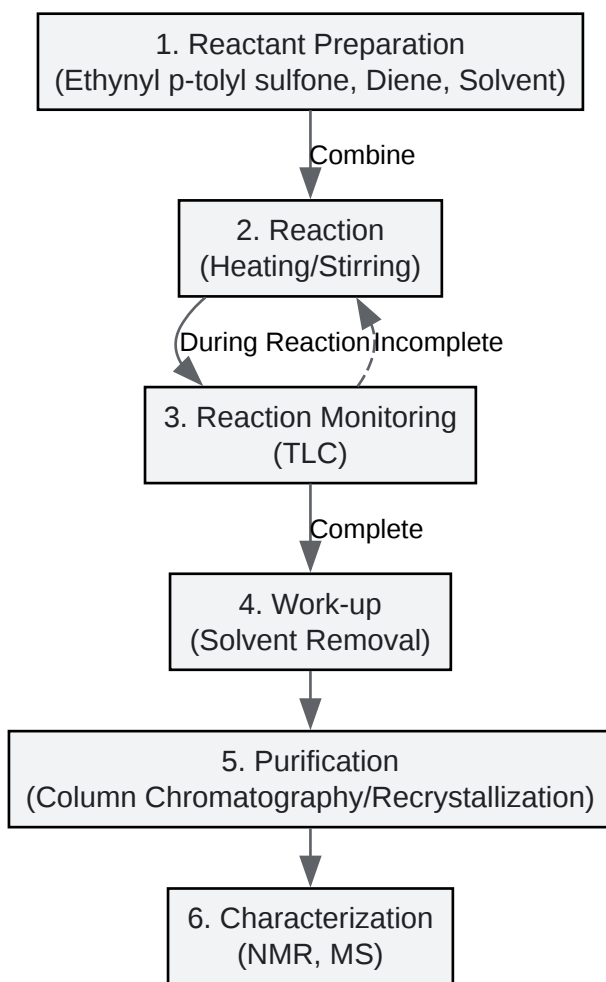 1. Reactant Preparation
(Ethynyl p-tolyl sulfone, Diene, Solvent)
Combine
2. Reaction
(Heating/Stirring)
During Reaction
Incomplete
3. Reaction Monitoring
(TLC)
Complete
4. Work-up
(Solvent Removal)
5. Purification
(Column Chromatography/Recrystallization)
6. Characterization
(NMR, MS)